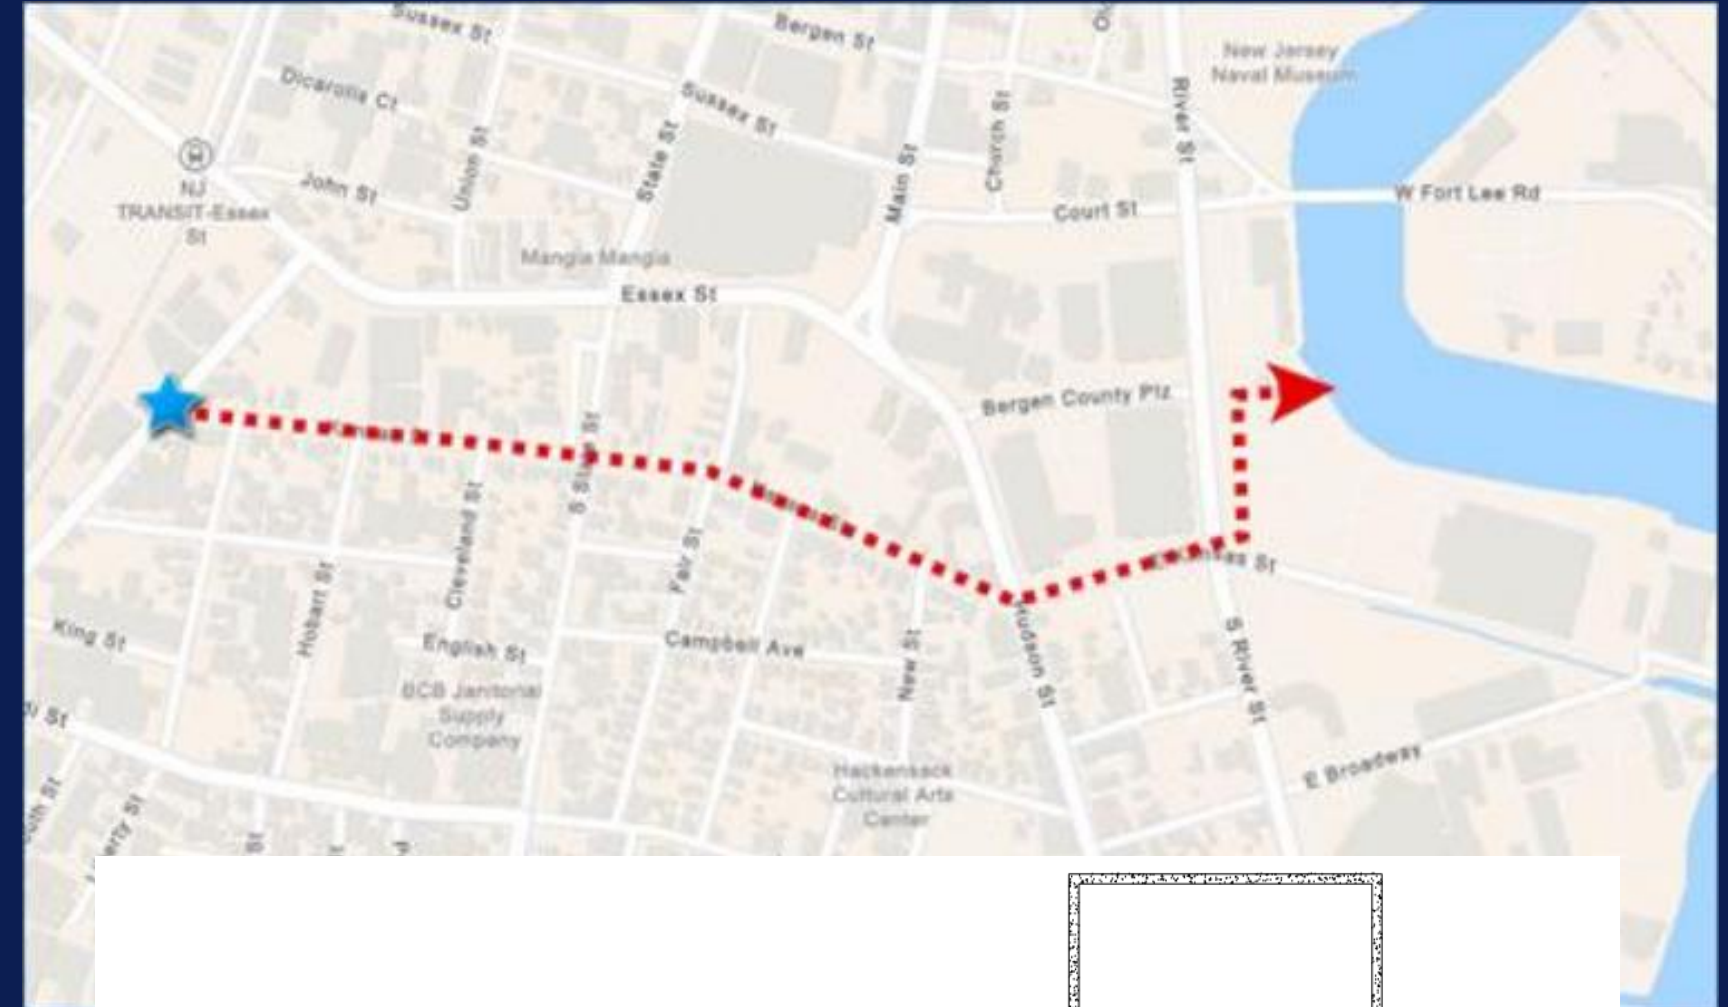 Sussex St
Bergen St
New Jersey
Naval Museum
Dicarolis Ct
Sussex St
Union St
State St
Church St
River St
NJ
TRANSIT-Essex
St
John St
Main St
Court St
W Fort Lee Rd
Mangia Mangia
Essex St
Bergen County Plz
S State St
Fair St
Cleveland St
Hobart St
King St
English St
Campbell Ave
New St
Hudson St
S River St
BCB Janitorial
Supply
Company
St
E Broadway
Hackensack
Cultural Arts
Center
St